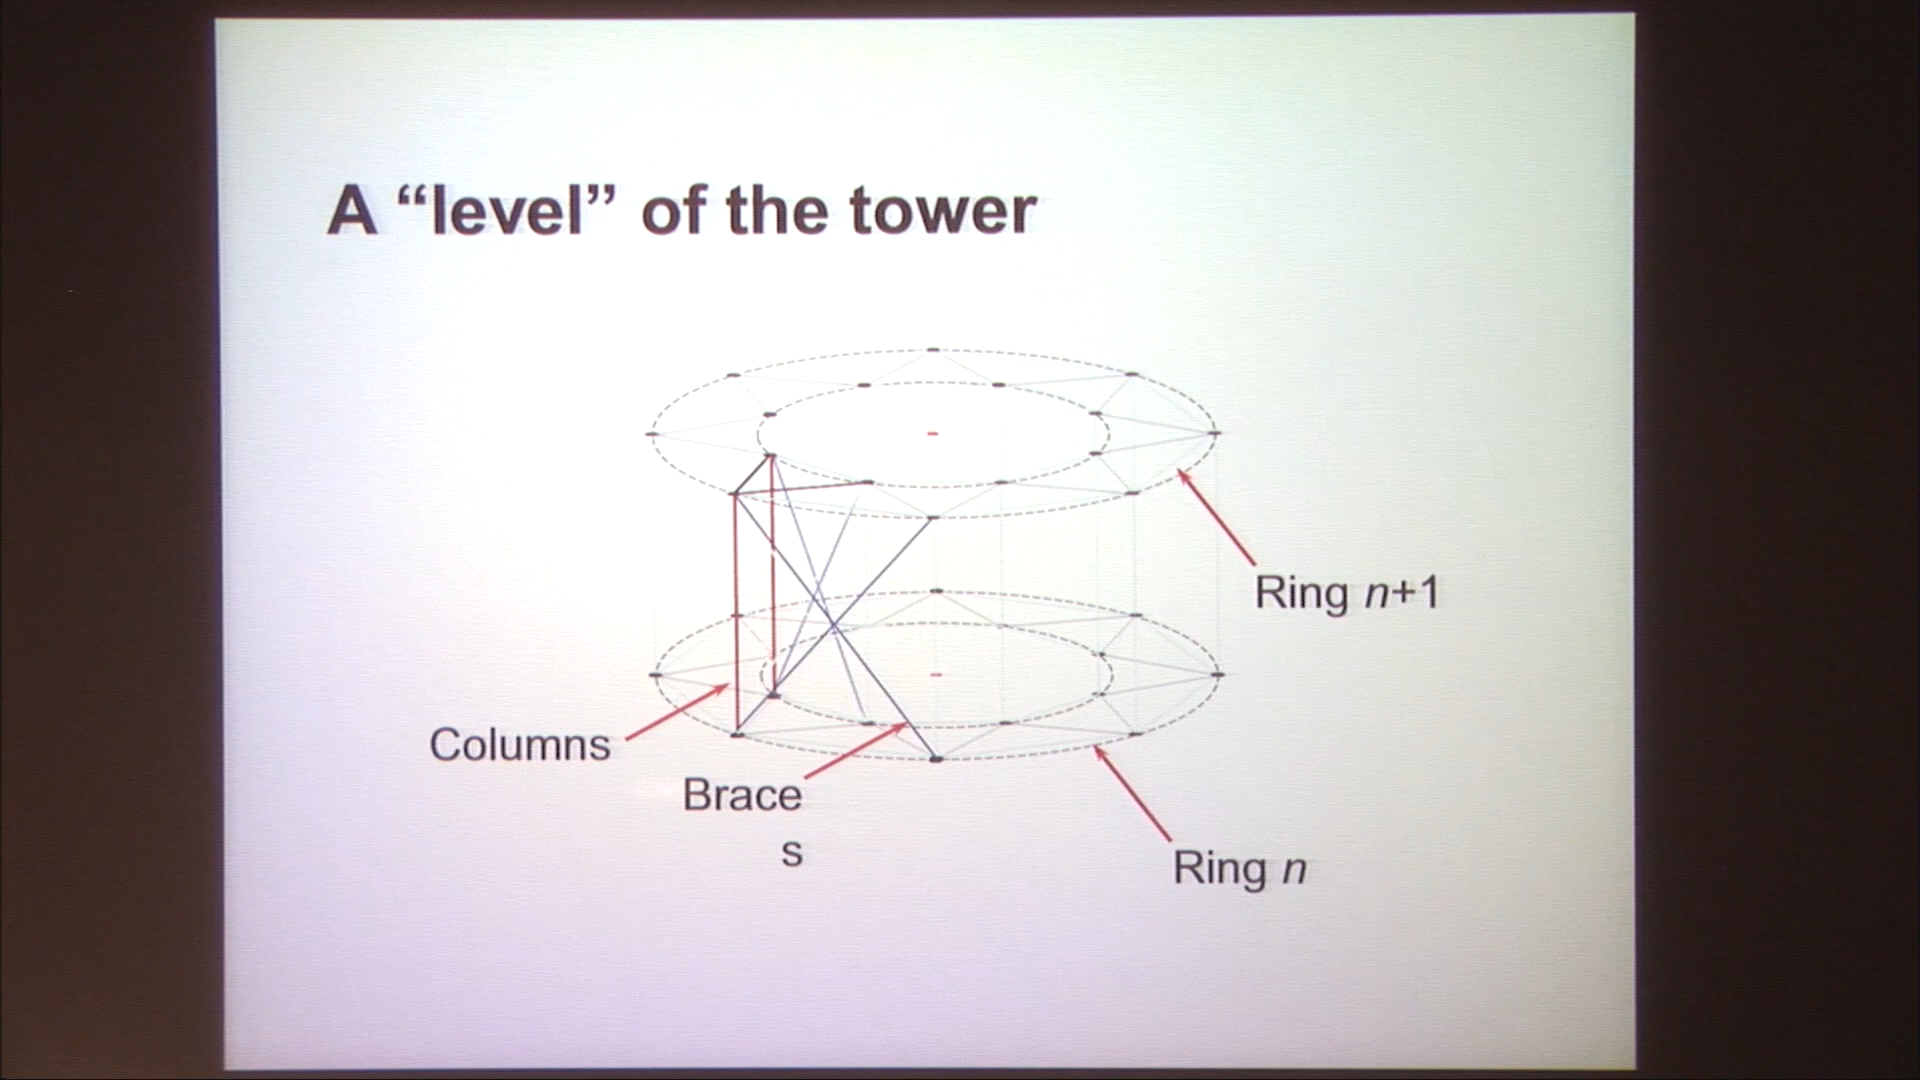 A “level” of the tower
Ring n+1
Columns
Brace
s
Ring n